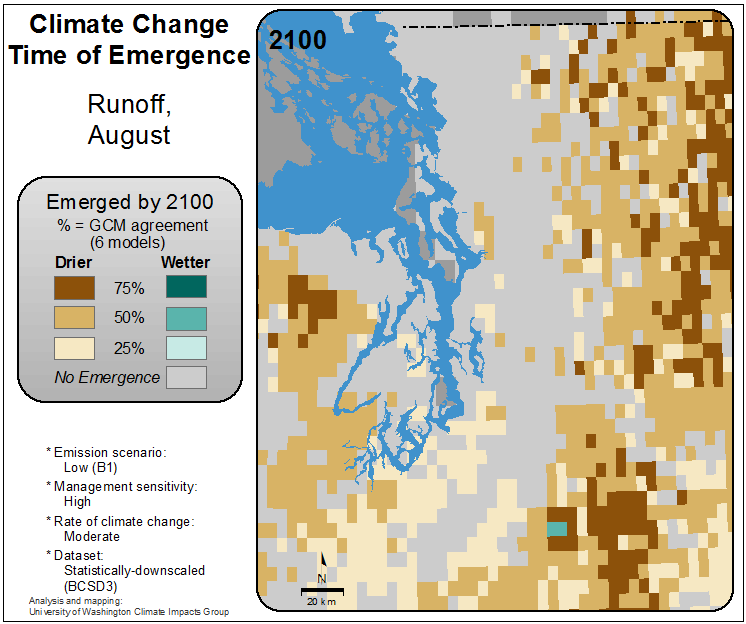 Climate Change
Time of Emergence
Runoff,
August
Emerged by 2100
% = GCM agreement
(6 models)
Drier Wetter
75%
50%
25%
No Emergence
* Emission scenario:
Low (B1)
* Management sensitivity:
High
* Rate of climate change:
Moderate
* Dataset:
Statistically-downscaled
(BCSD3)
Analysis and mapping:
University of Washington Climate Impacts Group
2100
N
20 km